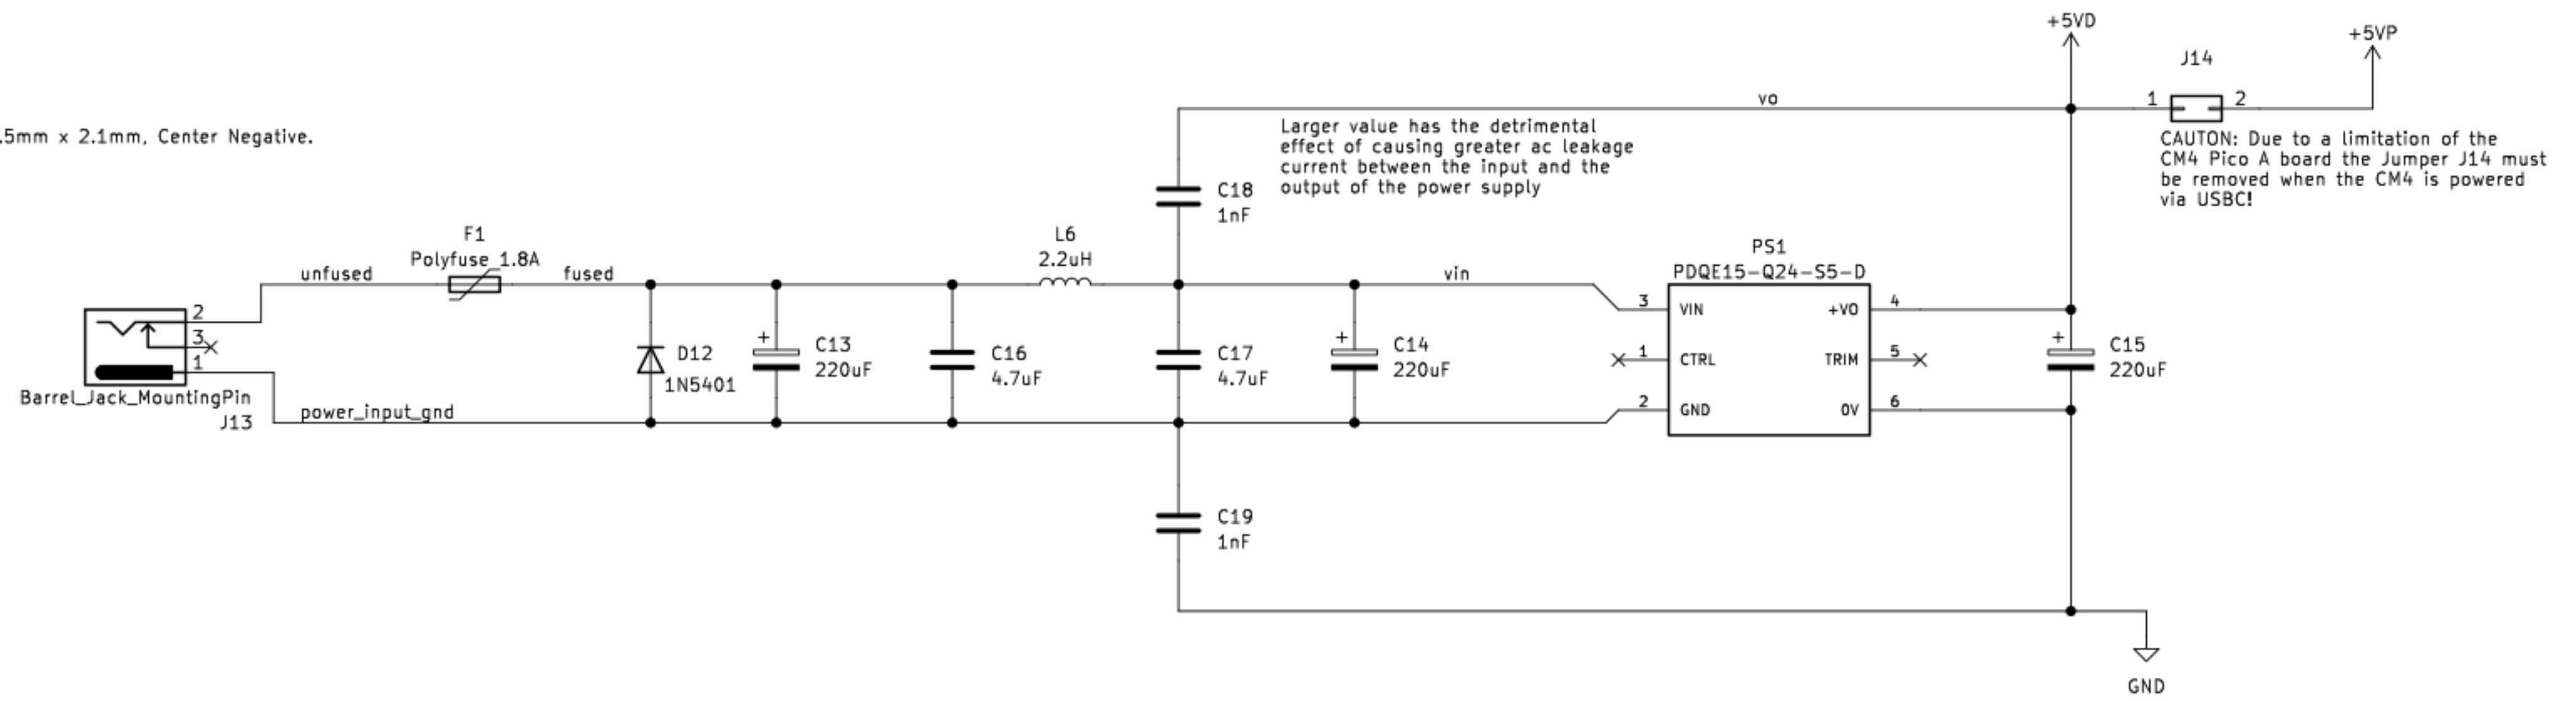 +5VD
+5VP
J14
vo
1
2
.5mm x 2.1mm, Center Negative.
Larger value has the detrimental
effect of causing greater ac leakage
current between the input and the
output of the power supply
CAUTON: Due to a limitation of the
CM4 Pico A board the Jumper J14 must
be removed when the CM4 is powered
via USBC!
C18
1nF
F1
Polyfuse 1.8A
L6
2.2uH
PS1
PDQE15-Q24-S5-D
unfused
fused
vin
2
3
1
Barrel_Jack_MountingPin
J13
power_input_gnd
D12
1N5401
+
C13
220uF
C16
4.7uF
C17
4.7uF
+
C14
220uF
3
VIN
+VO
4
1
CTRL
TRIM
5
2
GND
0V
6
+
C15
220uF
C19
1nF
GND